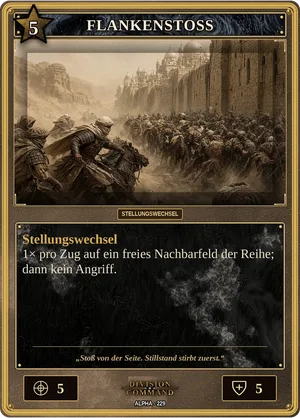 5
FLANKENSTOSS
STELLUNGSWECHSEL
Stellungswechsel
1× pro Zug auf ein freies Nachbarfeld der Reihe;
dann kein Angriff.
„Stoß von der Seite. Stillstand stirbt zuerst.“
5
DIVISION
COMMAND
ALPHA 229
5